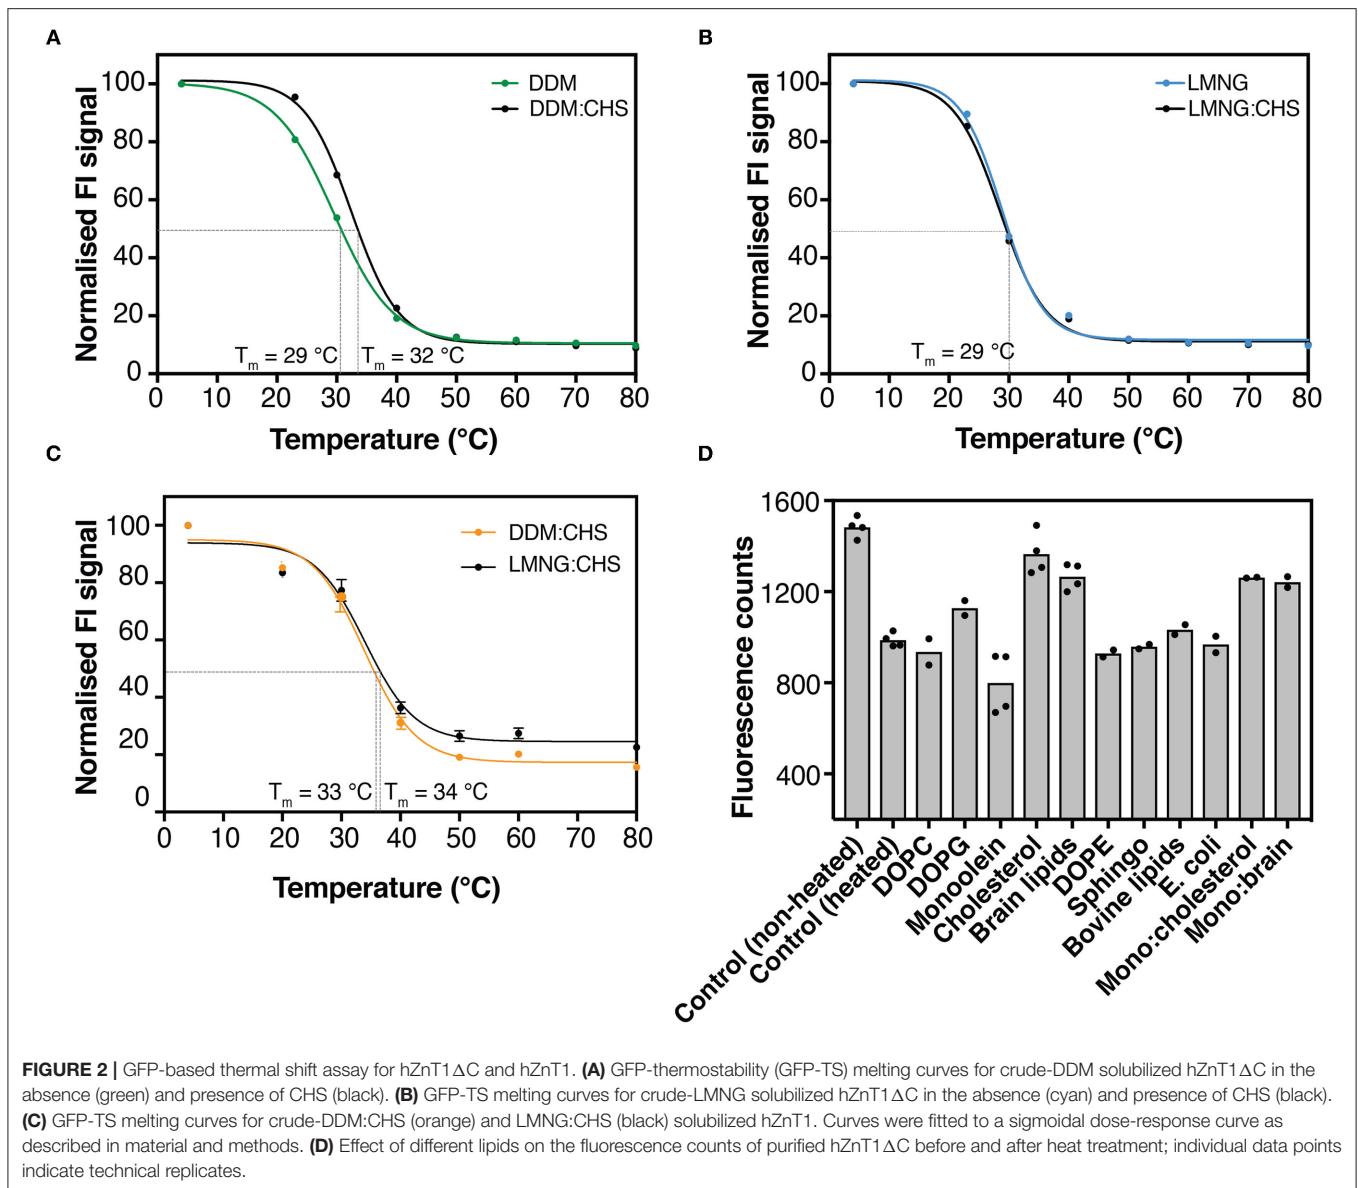 A
Normalised FI signal
100
80
60
40
20
0
DDM
DDM:CHS
Tm = 29 °C
Tm = 32 °C
0 10 20 30 40 50 60 70 80
Temperature (°C)
B
Normalised FI signal
100
80
60
40
20
0
LMNG
LMNG:CHS
Tm = 29 °C
0 10 20 30 40 50 60 70 80
Temperature (°C)
C
Normalised FI signal
100
80
60
40
20
0
DDM:CHS
LMNG:CHS
Tm = 33 °C
Tm = 34 °C
0 10 20 30 40 50 60 70 80
Temperature (°C)
D
Fluorescence counts
1600
1200
800
400
Control (non-heated)
Control (heated)
DOPC
DOPG
Monoolein
Cholesterol
Brain lipids
DOPE
Sphingo
Bovine lipids
E. coli
Mono:cholesterol
Mono:brain
FIGURE 2 | GFP-based thermal shift assay for hZnT1ΔC and hZnT1. (A) GFP-thermostability (GFP-TS) melting curves for crude-DDM solubilized hZnT1ΔC in the
absence (green) and presence of CHS (black). (B) GFP-TS melting curves for crude-LMNG solubilized hZnT1ΔC in the absence (cyan) and presence of CHS (black).
(C) GFP-TS melting curves for crude-DDM:CHS (orange) and LMNG:CHS (black) solubilized hZnT1. Curves were fitted to a sigmoidal dose-response curve as
described in material and methods. (D) Effect of different lipids on the fluorescence counts of purified hZnT1ΔC before and after heat treatment; individual data points
indicate technical replicates.